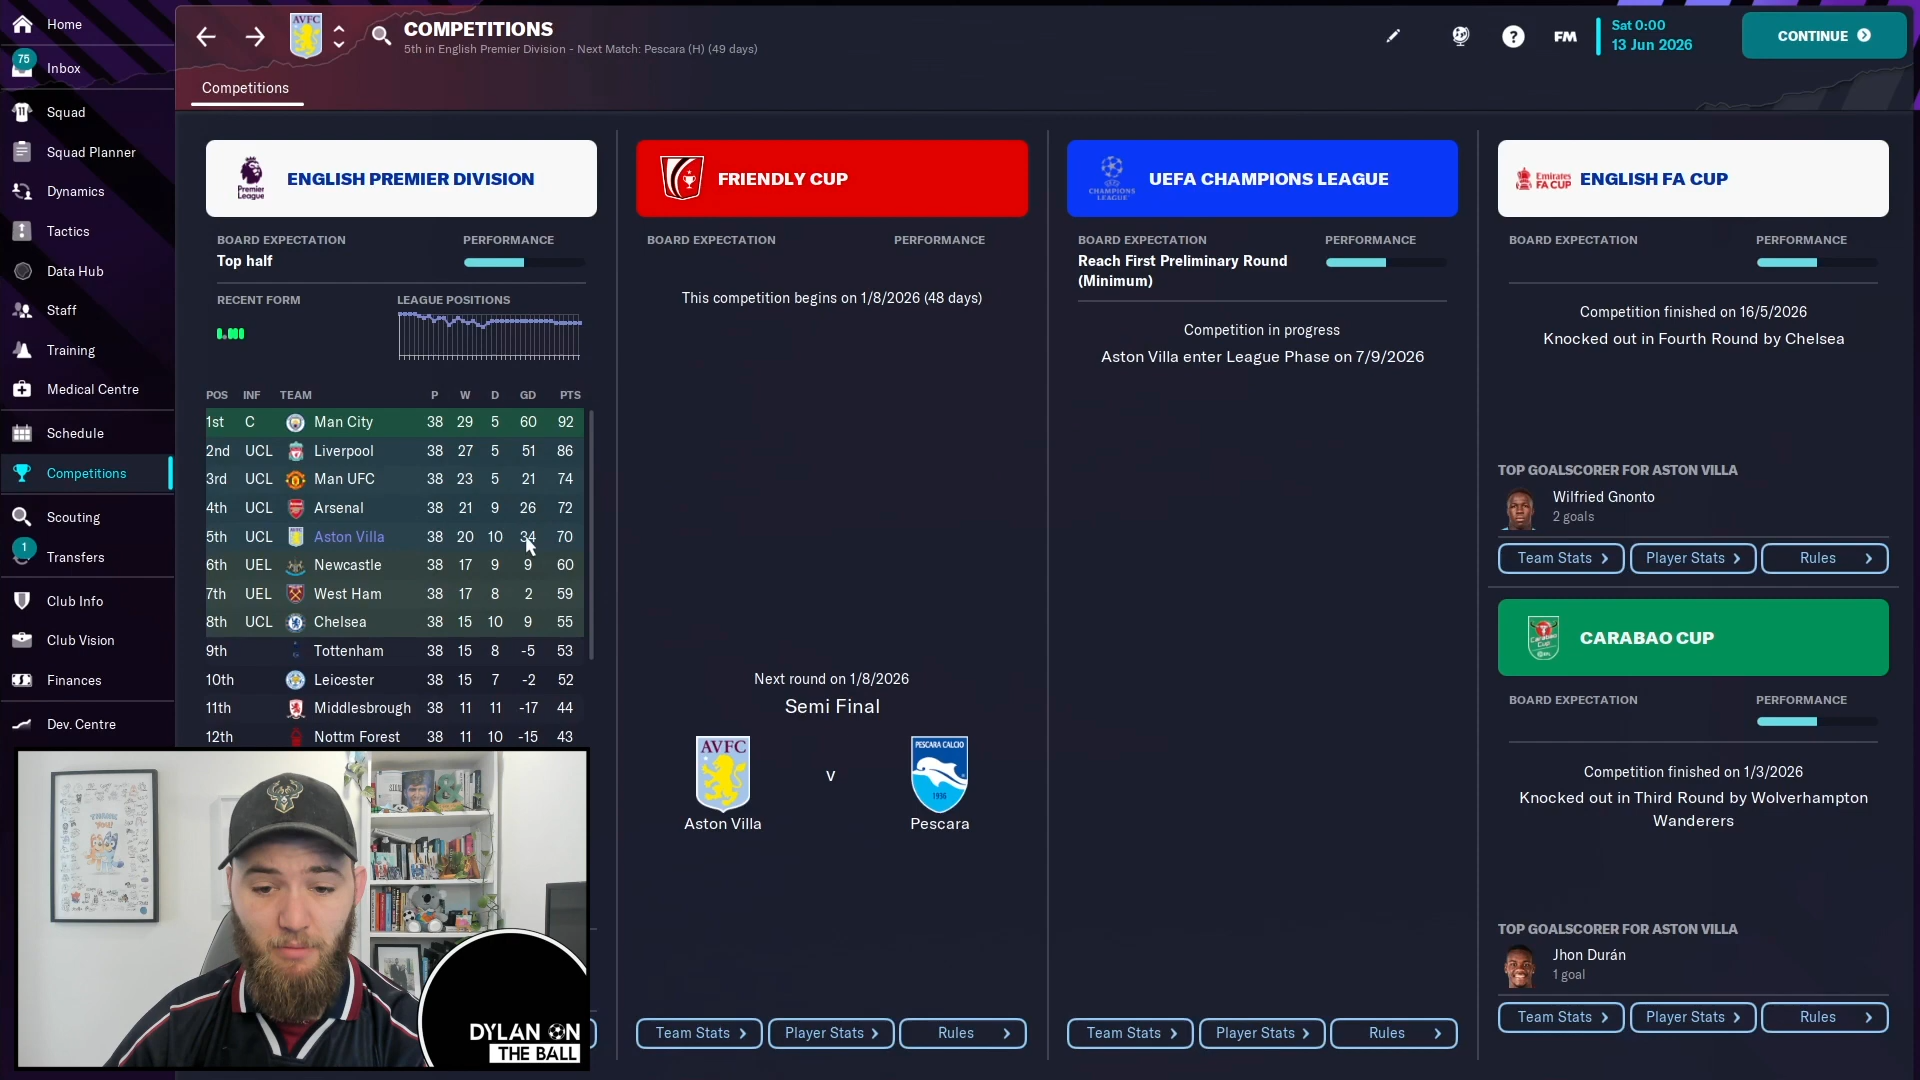 Home
75
Inbox
Squad
Squad Planner
Dynamics
Tactics
Data Hub
Staff
Training
Medical Centre
Schedule
Competitions
Scouting
1
Transfers
Club Info
Club Vision
Finances
Dev. Centre
AVFC
COMPETITIONS
5th in English Premier Division - Next Match: Pescara (H) (49 days)
?
FM
Sat 0:00
13 Jun 2026
CONTINUE
Competitions
Premier League
ENGLISH PREMIER DIVISION
BOARD EXPECTATION PERFORMANCE
Top half
RECENT FORM LEAGUE POSITIONS
POS INF TEAM P W D GD PTS
1st C Man City 38 29 5 60 92
2nd UCL Liverpool 38 27 5 51 86
3rd UCL Man UFC 38 23 5 21 74
4th UCL Arsenal 38 21 9 26 72
5th UCL Aston Villa 38 20 10 34 70
6th UEL Newcastle 38 17 9 9 60
7th UEL West Ham 38 17 8 2 59
8th UCL Chelsea 38 15 10 9 55
9th Tottenham 38 15 8 -5 53
10th Leicester 38 15 7 -2 52
11th Middlesbrough 38 11 11 -17 44
12th Nottm Forest 38 11 10 -15 43
DYLAN ON
THE BALL
FRIENDLY CUP
BOARD EXPECTATION PERFORMANCE
This competition begins on 1/8/2026 (48 days)
Next round on 1/8/2026
Semi Final
AVFC
v
PESCARA CALCIO
1936
Aston Villa
Pescara
Team Stats
Player Stats
Rules
CHAMPIONS LEAGUE
UEFA CHAMPIONS LEAGUE
BOARD EXPECTATION PERFORMANCE
Reach First Preliminary Round
(Minimum)
Competition in progress
Aston Villa enter League Phase on 7/9/2026
Team Stats
Player Stats
Rules
Emirates
FA CUP
ENGLISH FA CUP
BOARD EXPECTATION PERFORMANCE
Competition finished on 16/5/2026
Knocked out in Fourth Round by Chelsea
TOP GOALSCORER FOR ASTON VILLA
Wilfried Gnonto
2 goals
Team Stats
Player Stats
Rules
Carabao Cup
CARABAO CUP
BOARD EXPECTATION PERFORMANCE
Competition finished on 1/3/2026
Knocked out in Third Round by Wolverhampton
Wanderers
TOP GOALSCORER FOR ASTON VILLA
Jhon Durán
1 goal
Team Stats
Player Stats
Rules